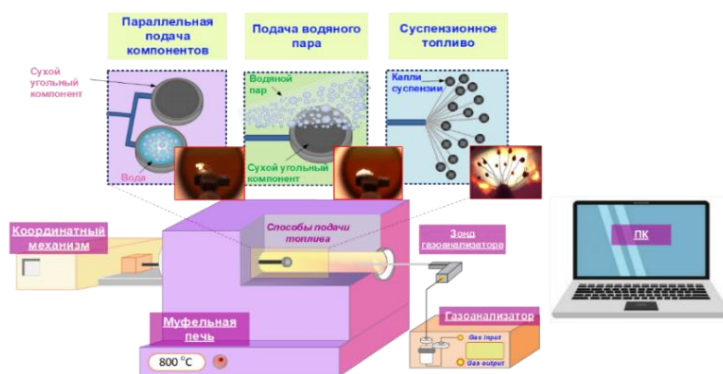 Параллельная
подача
компонентов
Подача водяного
пара
Суспензионное
топливо
Сухой
угольный
компонент
Вода
Водяной
пар
Сухой угольный
компонент
Капли
суспензии
Координатный
механизм
Способы подачи
топлива
Зонд
газоанализатора
ПК
Муфельная
печь
Газоанализатор
800 °C
Gas input
Gas output